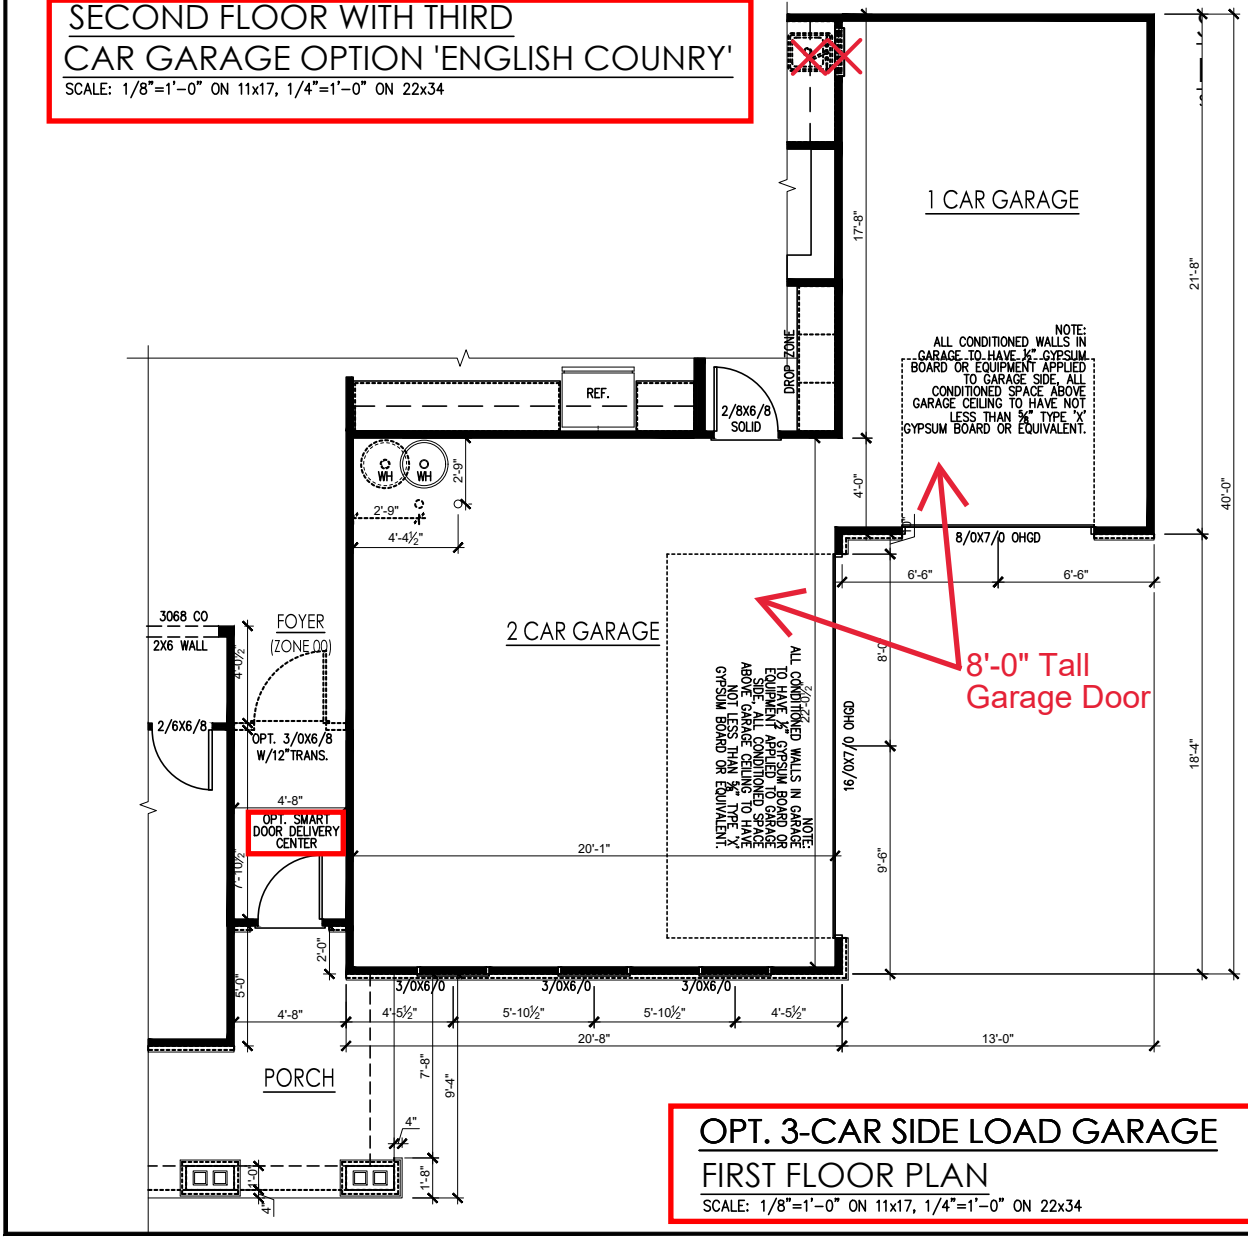 SECOND FLOOR WITH THIRD
CAR GARAGE OPTION 'ENGLISH COUNRY'
SCALE: 1/8"=1'-0" ON 11x17, 1/4"=1'-0" ON 22x34
1 CAR GARAGE
17'-8"
21'-8"
40'-0"
NOTE:
ALL CONDITIONED WALLS IN
GARAGE TO HAVE ½" GYPSUM
BOARD OR EQUIPMENT APPLIED
TO GARAGE SIDE, ALL
CONDITIONED SPACE ABOVE
GARAGE CEILING TO HAVE NOT
LESS THAN ⅝" TYPE 'X'
GYPSUM BOARD OR EQUIVALENT.
DROP ZONE
REF.
2/8X6/8
SOLID
WH
WH
2'-9"
2'-9"
4'-4½"
4'-0"
8/0X7/0 OHGD
6'-6"
6'-6"
3068 CO
2X6 WALL
FOYER
(ZONE 00)
4'-0½"
2 CAR GARAGE
8'-0" Tall
Garage Door
8'-0"
22'-0½"
NOTE:
ALL CONDITIONED WALLS IN GARAGE
TO HAVE ½" GYPSUM BOARD OR
EQUIPMENT APPLIED TO GARAGE
SIDE, ALL CONDITIONED SPACE
ABOVE GARAGE CEILING TO HAVE
NOT LESS THAN ⅝" TYPE 'X'
GYPSUM BOARD OR EQUIVALENT.
16/0X7/0 OHGD
18'-4"
2/6X6/8
OPT. 3/0X6/8
W/12"TRANS.
4'-8"
OPT. SMART
DOOR DELIVERY
CENTER
7'-10½"
20'-1"
9'-6"
2'-0"
5'-0"
3/0X6/0
3/0X6/0
3/0X6/0
4'-8"
4'-5½"
5'-10½"
5'-10½"
4'-5½"
20'-8"
13'-0"
PORCH
7'-8"
9'-4"
4"
1'-0"
1'-8"
4"
OPT. 3-CAR SIDE LOAD GARAGE
FIRST FLOOR PLAN
SCALE: 1/8"=1'-0" ON 11x17, 1/4"=1'-0" ON 22x34